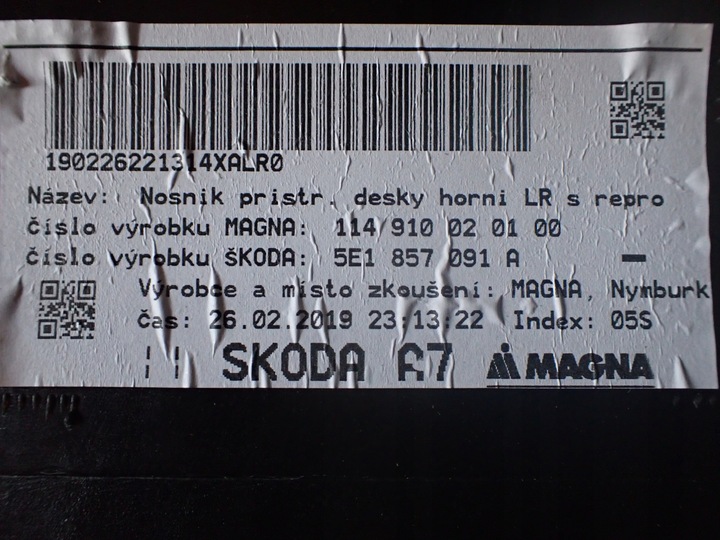 190226221314XALR0
Název: Nosnik pristr. desky horni LR s repro
číslo výrobku MAGNA: 114 910 02 01 00
číslo výrobku ŠKODA: 5E1 857 091 A –
Výrobce a místo zkoušení: MAGNA, Nymburk
čas: 26.02.2019 23:13:22 Index: 05S
SKODA A7 MAGNA